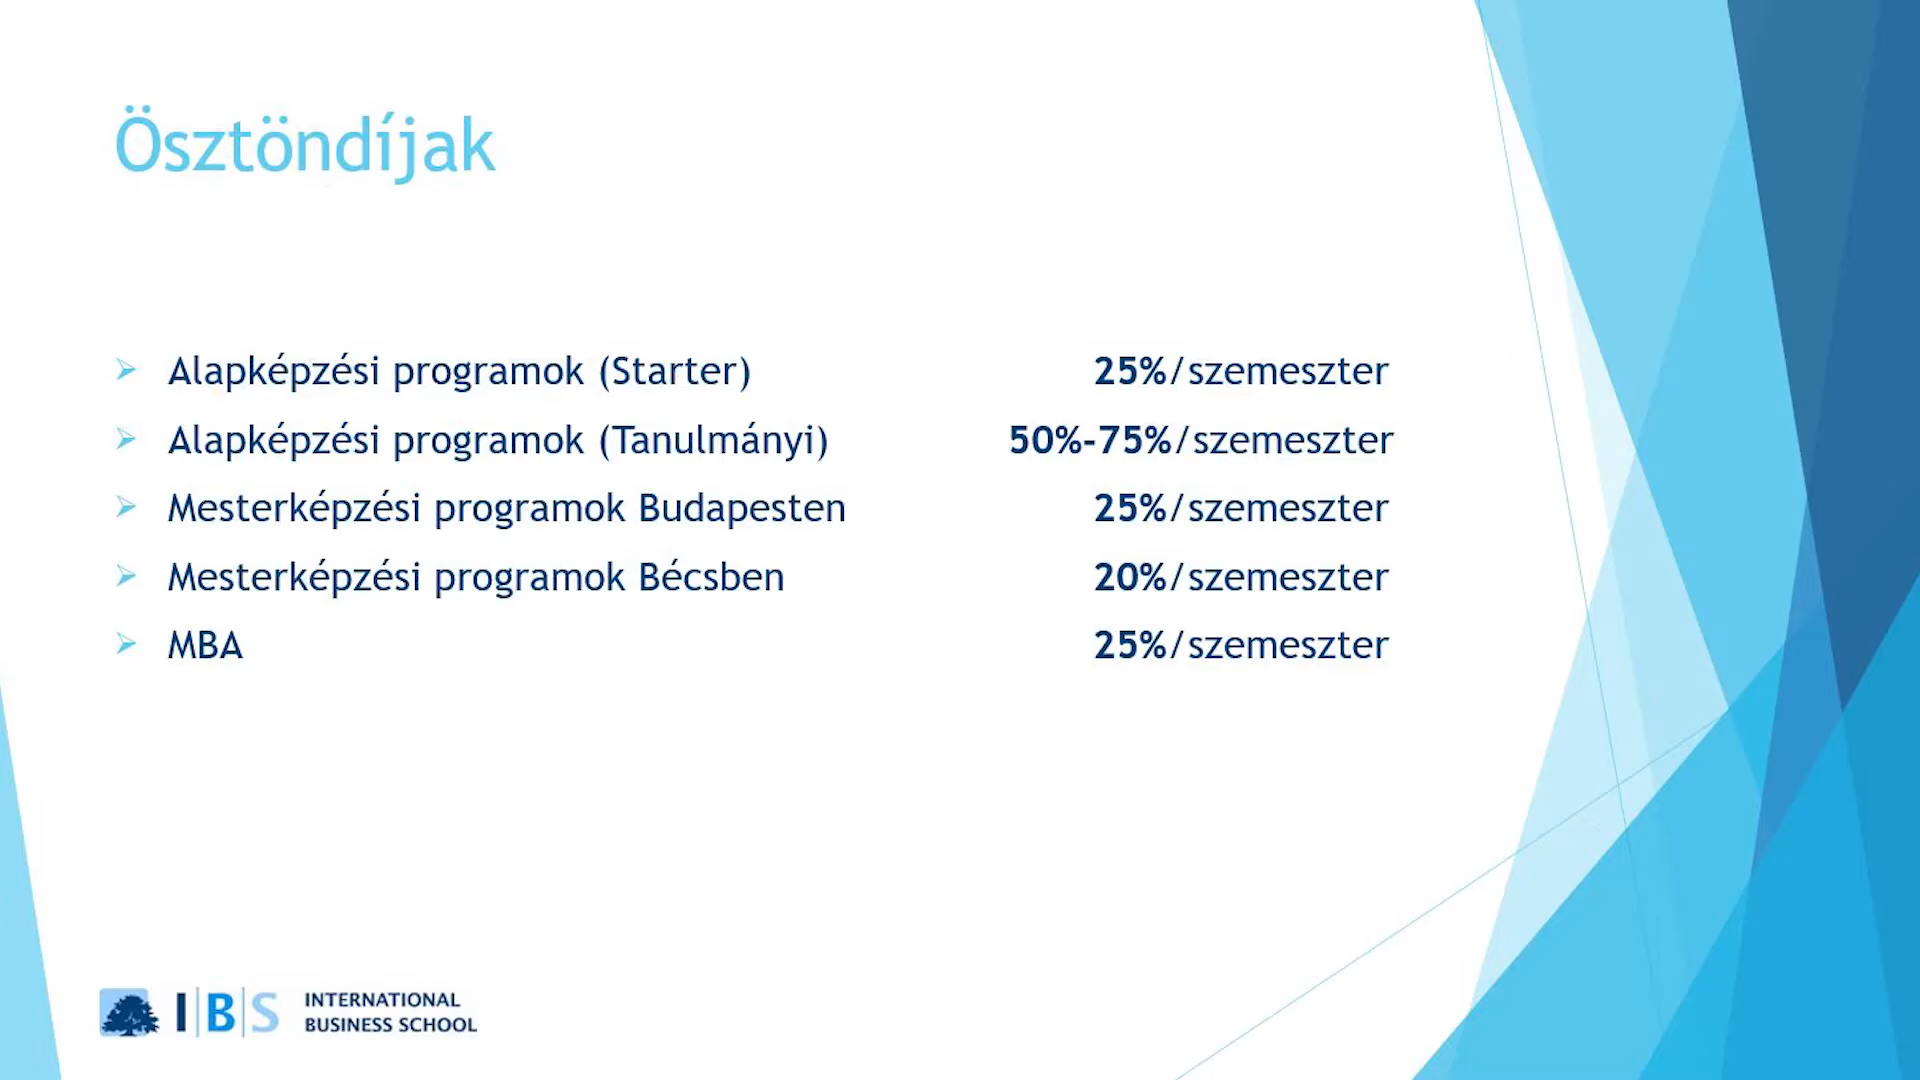 Ösztöndíjak
Alapképzési programok (Starter) 25%/szemeszter
Alapképzési programok (Tanulmányi) 50%-75%/szemeszter
Mesterképzési programok Budapesten 25%/szemeszter
Mesterképzési programok Bécsben 20%/szemeszter
MBA 25%/szemeszter
IBS INTERNATIONAL
BUSINESS SCHOOL